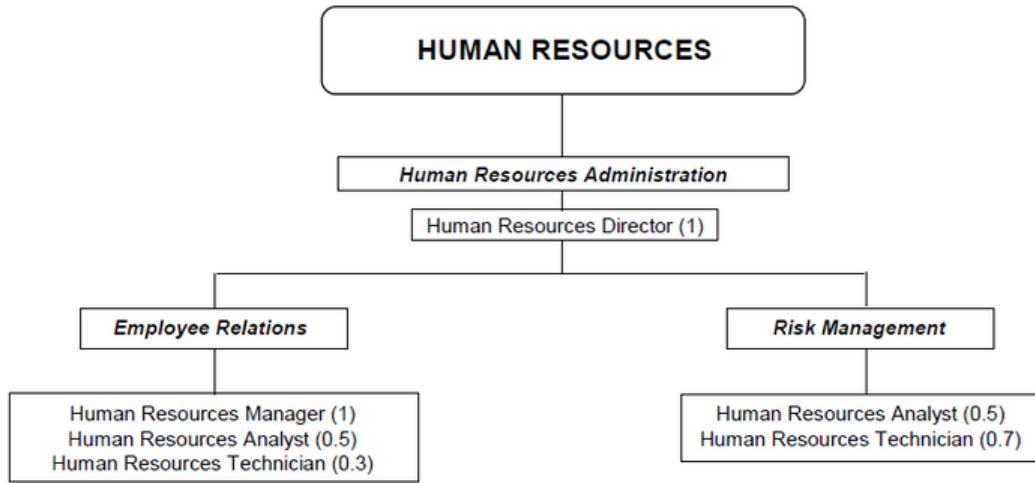 HUMAN RESOURCES
Human Resources Administration
Human Resources Director (1)
Employee Relations
Human Resources Manager (1)
Human Resources Analyst (0.5)
Human Resources Technician (0.3)
Risk Management
Human Resources Analyst (0.5)
Human Resources Technician (0.7)